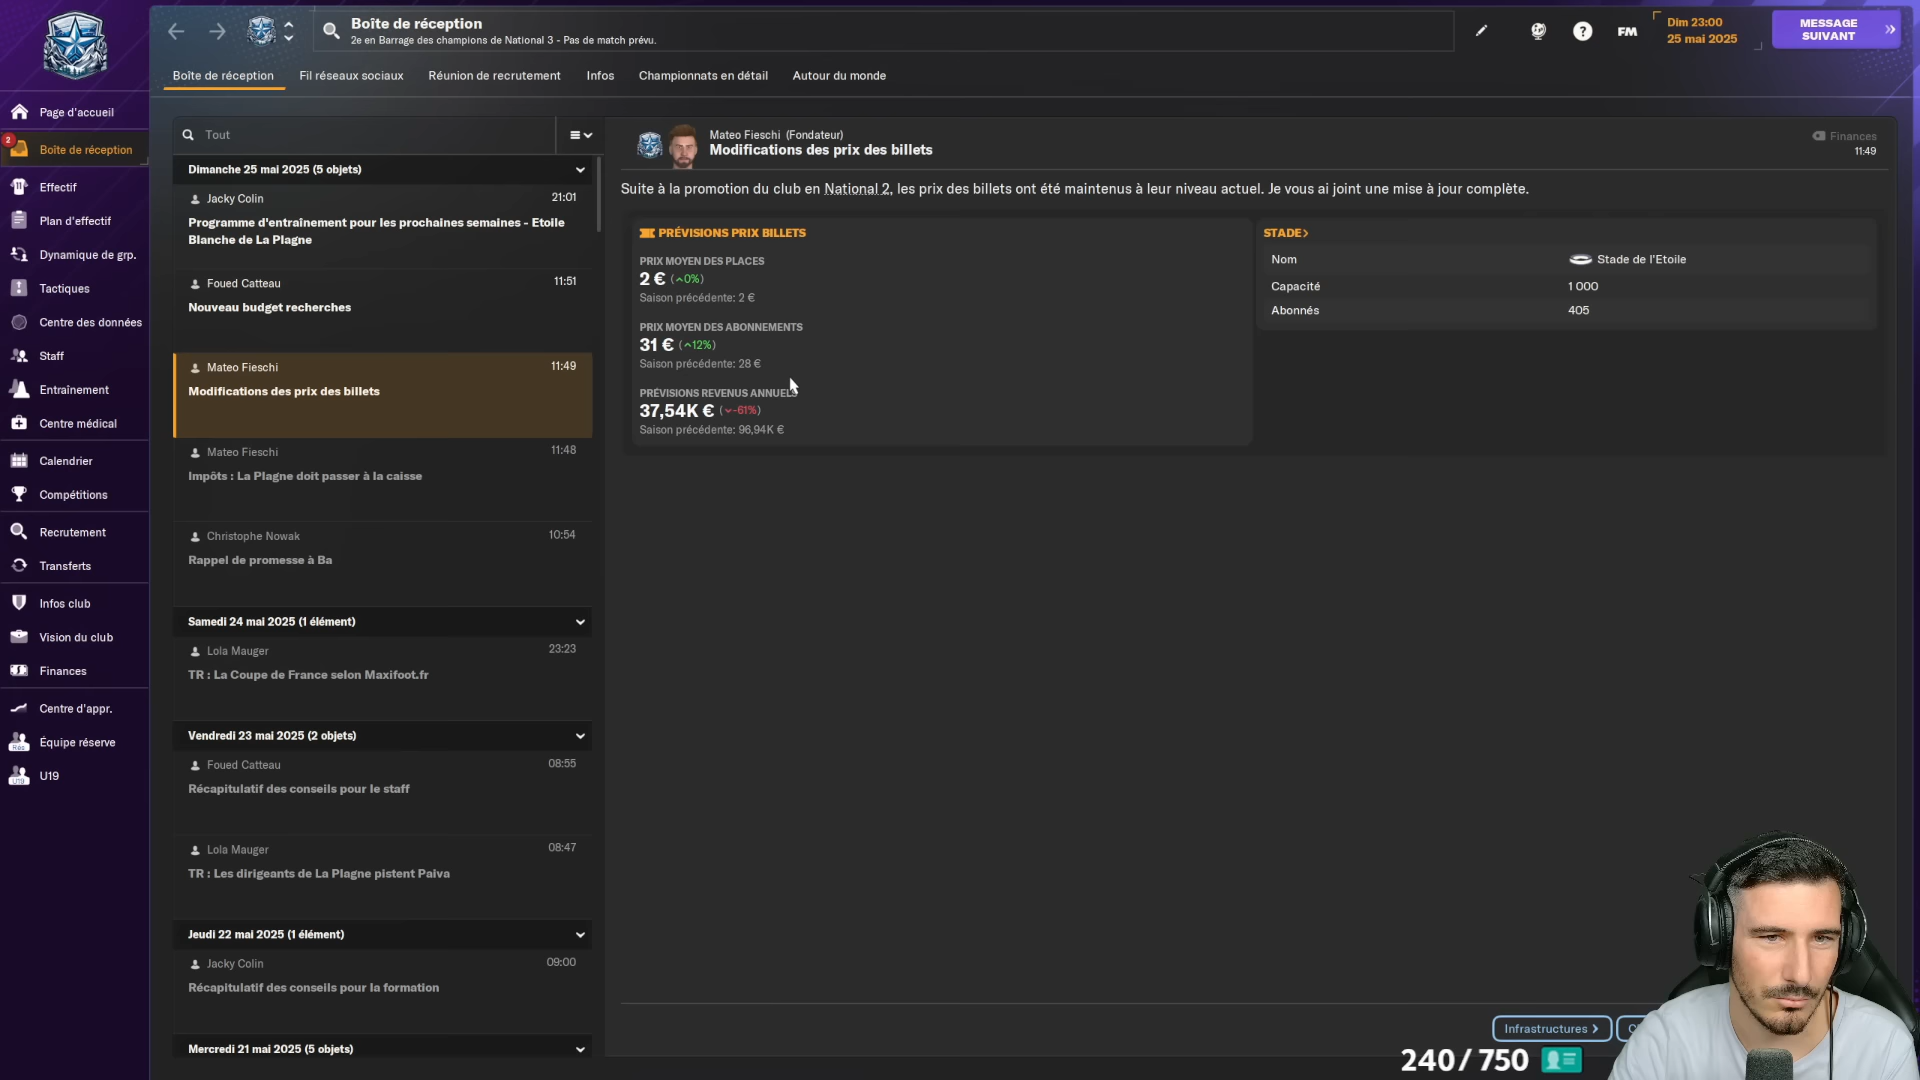 Boîte de réception
2e en Barrage des champions de National 3 - Pas de match prévu.
FM
Dim 23:00
25 mai 2025
MESSAGE
SUIVANT
Boîte de réception
Fil réseaux sociaux
Réunion de recrutement
Infos
Championnats en détail
Autour du monde
Page d'accueil
2
Boîte de réception
Effectif
Plan d'effectif
Dynamique de grp.
Tactiques
Centre des données
Staff
Entraînement
Centre médical
Calendrier
Compétitions
Recrutement
Transferts
Infos club
Vision du club
Finances
Centre d'appr.
Équipe réserve
U19
Tout
Dimanche 25 mai 2025 (5 objets)
Jacky Colin
21:01
Programme d'entraînement pour les prochaines semaines - Etoile
Blanche de La Plagne
Foued Catteau
11:51
Nouveau budget recherches
Mateo Fieschi
11:49
Modifications des prix des billets
Mateo Fieschi
11:48
Impôts : La Plagne doit passer à la caisse
Christophe Nowak
10:54
Rappel de promesse à Ba
Samedi 24 mai 2025 (1 élément)
Lola Mauger
23:23
TR : La Coupe de France selon Maxifoot.fr
Vendredi 23 mai 2025 (2 objets)
Foued Catteau
08:55
Récapitulatif des conseils pour le staff
Lola Mauger
08:47
TR : Les dirigeants de La Plagne pistent Paiva
Jeudi 22 mai 2025 (1 élément)
Jacky Colin
09:00
Récapitulatif des conseils pour la formation
Mercredi 21 mai 2025 (5 objets)
Mateo Fieschi (Fondateur)
Modifications des prix des billets
Finances
11:49
Suite à la promotion du club en National 2, les prix des billets ont été maintenus à leur niveau actuel. Je vous ai joint une mise à jour complète.
PRÉVISIONS PRIX BILLETS
PRIX MOYEN DES PLACES
2 € (0%)
Saison précédente: 2 €
PRIX MOYEN DES ABONNEMENTS
31 € (12%)
Saison précédente: 28 €
PRÉVISIONS REVENUS ANNUELS
37,54K € (-61%)
Saison précédente: 96,94K €
STADE>
Nom
Stade de l'Etoile
Capacité
1 000
Abonnés
405
Infrastructures >
240/750